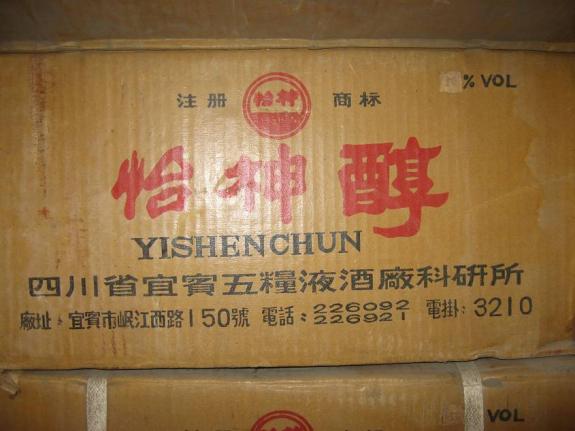 % VOL
注册 怡神 商标
怡神醇
YISHENCHUN
四川省宜賓五糧液酒廠科研所
廠址：宜賓市岷江西路150號 電話：226092 226921 電掛：3210
VOL